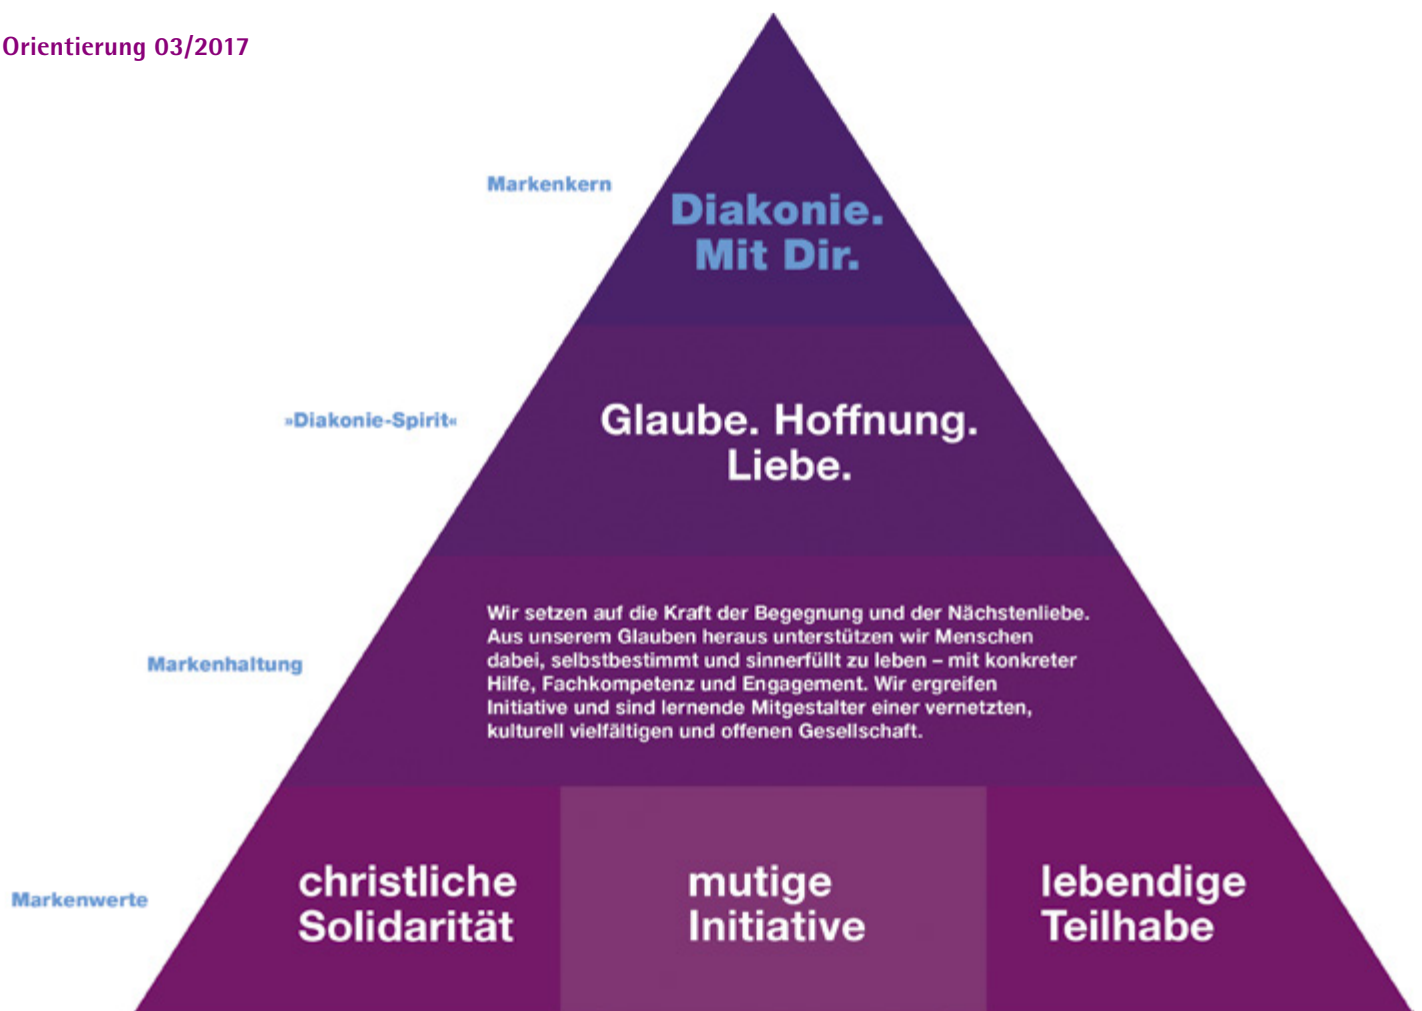 Orientierung 03/2017
Markenkern
Diakonie.
Mit Dir.
»Diakonie-Spirit«
Glaube. Hoffnung.
Liebe.
Markenhaltung
Wir setzen auf die Kraft der Begegnung und der Nächstenliebe.
Aus unserem Glauben heraus unterstützen wir Menschen
dabei, selbstbestimmt und sinnerfüllt zu leben – mit konkreter
Hilfe, Fachkompetenz und Engagement. Wir ergreifen
Initiative und sind lernende Mitgestalter einer vernetzten,
kulturell vielfältigen und offenen Gesellschaft.
Markenwerte
christliche
Solidarität
mutige
Initiative
lebendige
Teilhabe